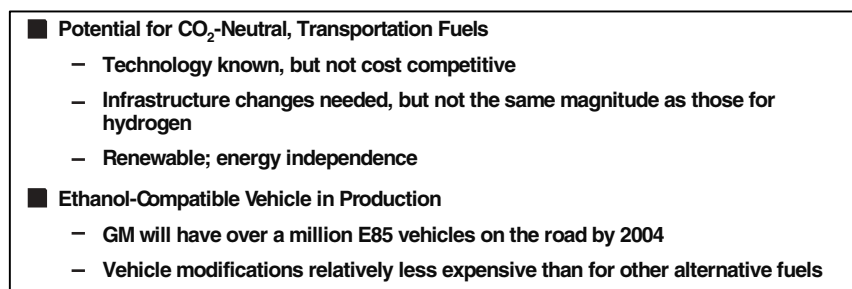 ■ Potential for CO₂-Neutral, Transportation Fuels
– Technology known, but not cost competitive
– Infrastructure changes needed, but not the same magnitude as those for
hydrogen
– Renewable; energy independence
■ Ethanol-Compatible Vehicle in Production
– GM will have over a million E85 vehicles on the road by 2004
– Vehicle modifications relatively less expensive than for other alternative fuels